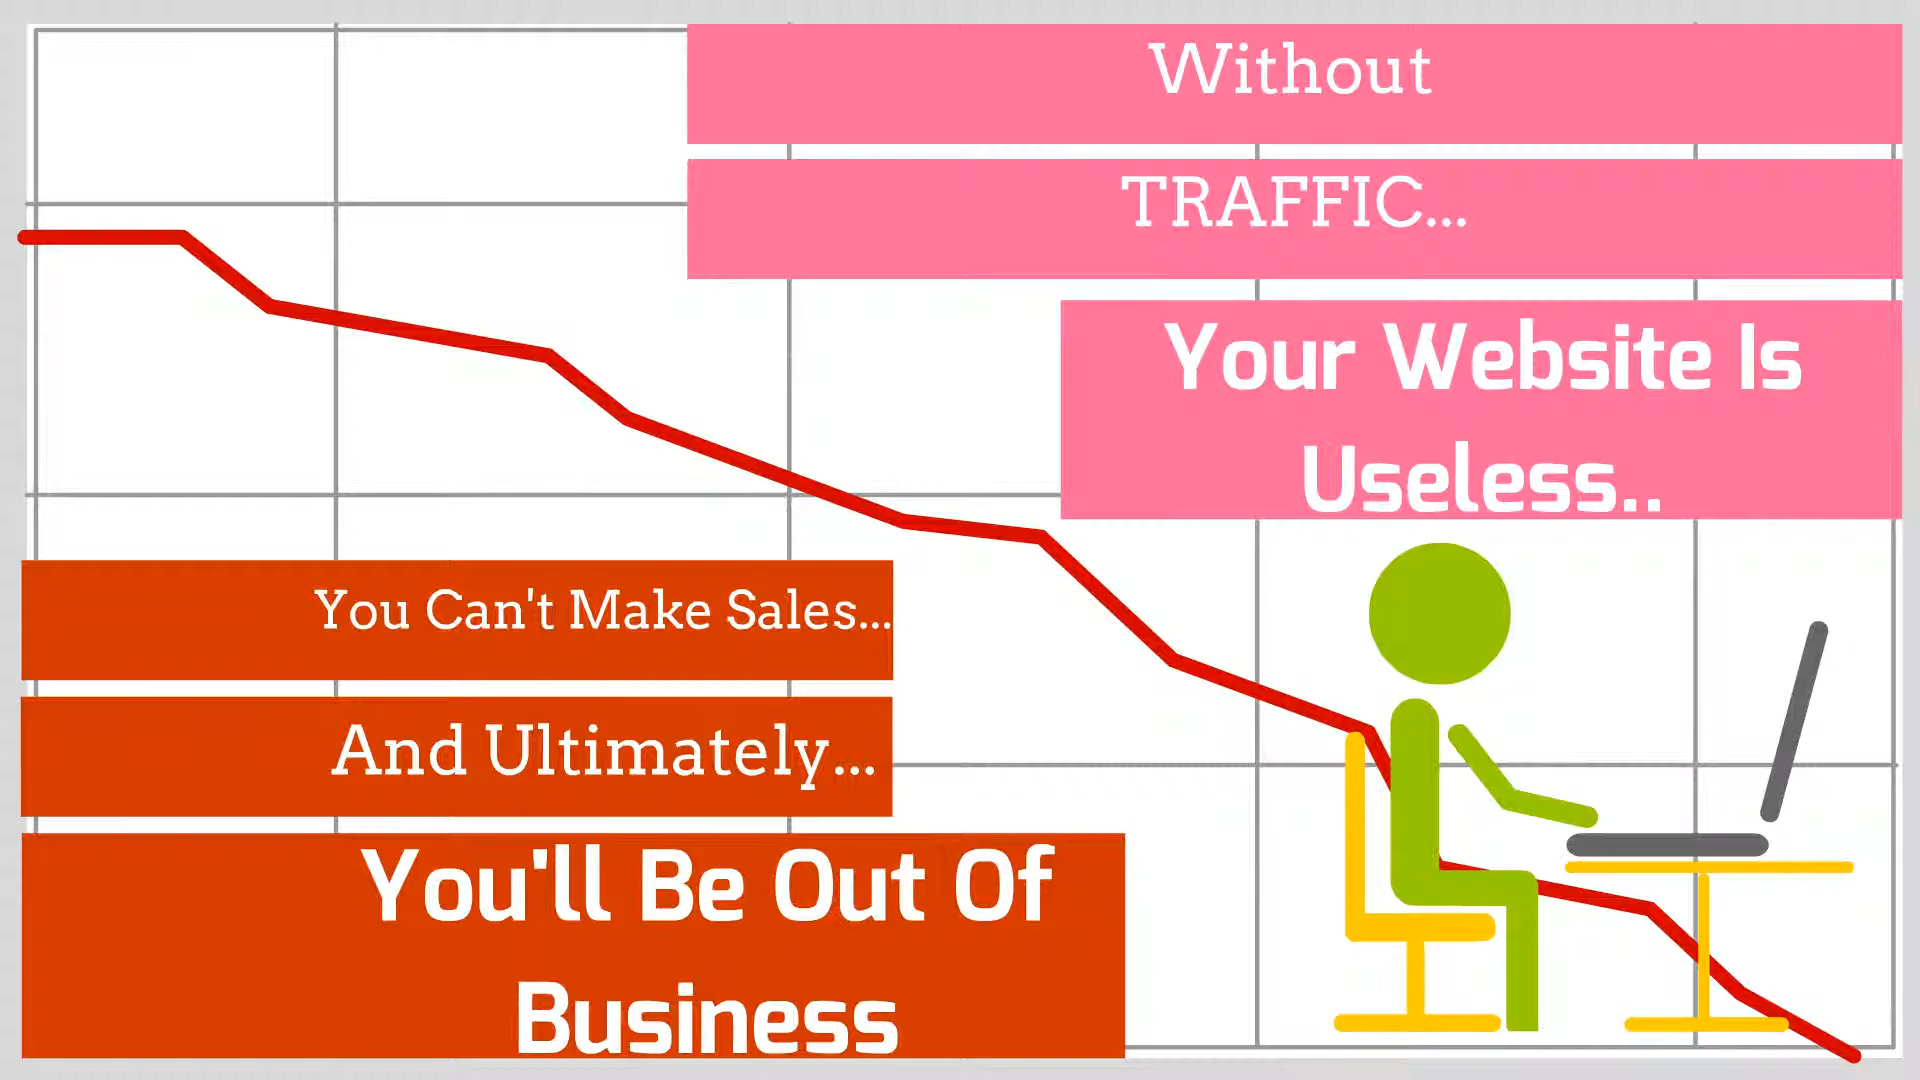 Without
TRAFFIC...
Your Website Is
Useless..
You Can't Make Sales...
And Ultimately...
You'll Be Out Of
Business